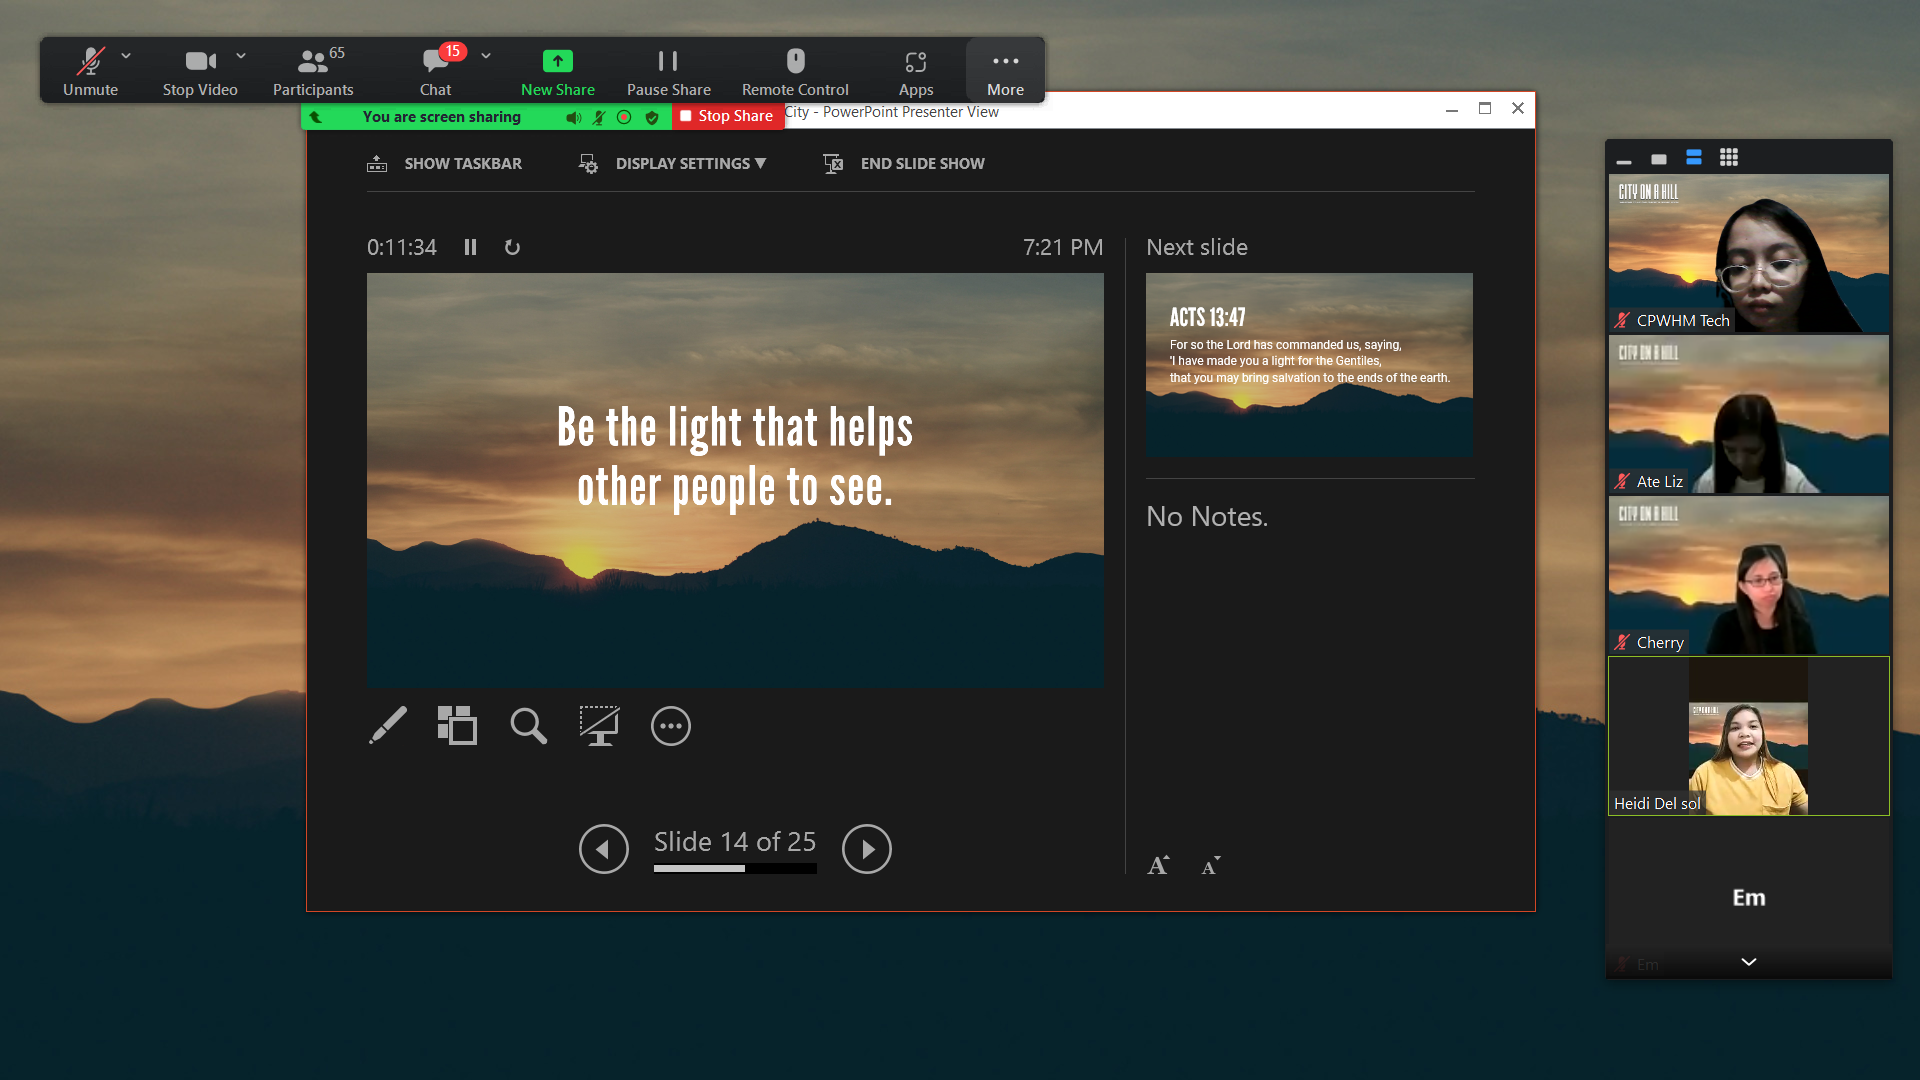 Unmute
Stop Video
65
Participants
15
Chat
New Share
Pause Share
Remote Control
Apps
More
You are screen sharing
Stop Share
City - PowerPoint Presenter View
SHOW TASKBAR
DISPLAY SETTINGS ▼
END SLIDE SHOW
0:11:34
7:21 PM
Be the light that helps
other people to see.
Slide 14 of 25
Next slide
ACTS 13:47
For so the Lord has commanded us, saying,
'I have made you a light for the Gentiles,
that you may bring salvation to the ends of the earth.
No Notes.
A A
CITY ON A HILL
CPWHM Tech
CITY ON A HILL
Ate Liz
CITY ON A HILL
Cherry
CITY ON A HILL
Heidi Del sol
Em
Em